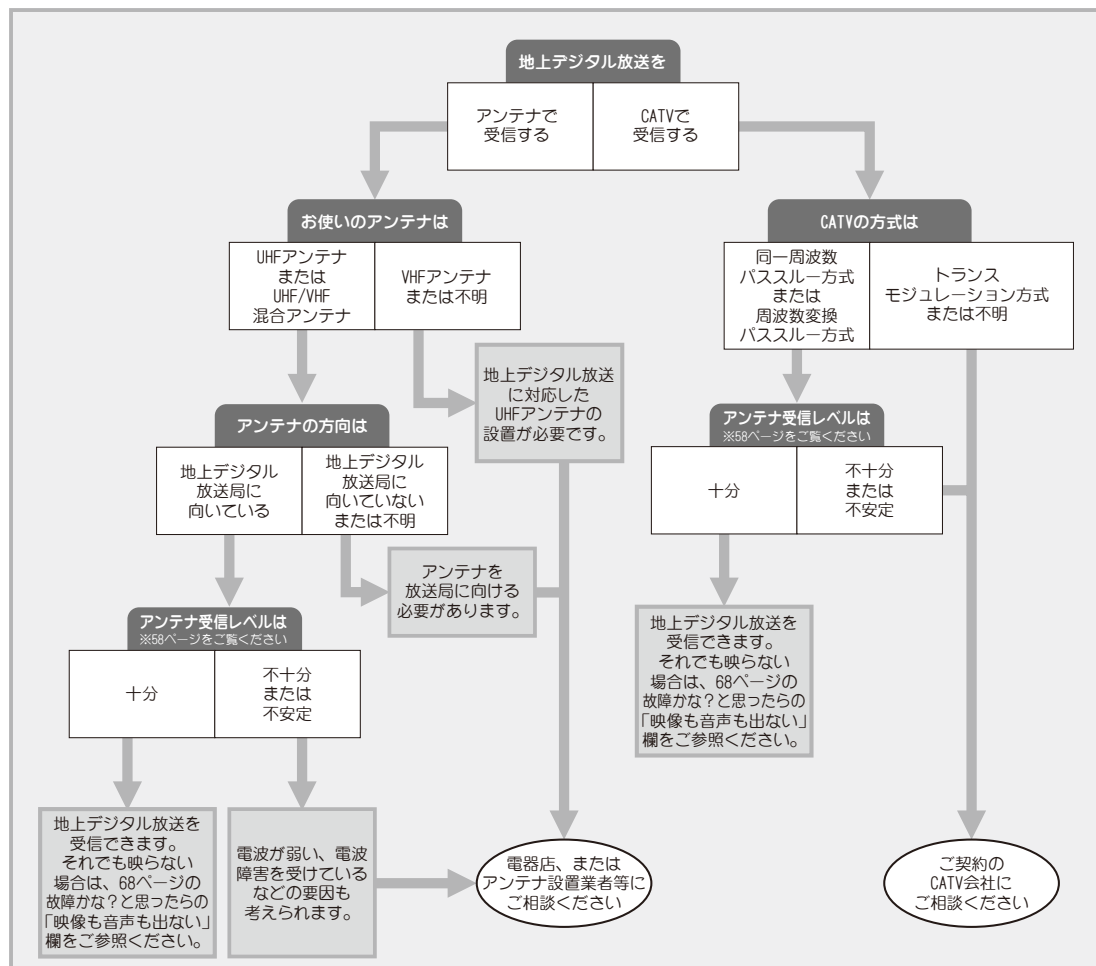 地上デジタル放送を
アンテナで
受信する
CATVで
受信する
お使いのアンテナは
UHFアンテナ
または
UHF/VHF
混合アンテナ
VHFアンテナ
または不明
CATVの方式は
同一周波数
パススルー方式
または
周波数変換
パススルー方式
トランス
モジュレーション方式
または不明
地上デジタル放送
に対応した
UHFアンテナの
設置が必要です。
アンテナの方向は
地上デジタル
放送局に
向いている
地上デジタル
放送局に
向いていない
または不明
アンテナ受信レベルは
※58ページをご覧ください
十分
不十分
または
不安定
アンテナを
放送局に向ける
必要があります。
アンテナ受信レベルは
※58ページをご覧ください
十分
不十分
または
不安定
地上デジタル放送を
受信できます。
それでも映らない
場合は、68ページの
故障かな?と思ったらの
「映像も音声も出ない」
欄をご参照ください。
地上デジタル放送を
受信できます。
それでも映らない
場合は、68ページの
故障かな?と思ったらの
「映像も音声も出ない」
欄をご参照ください。
電波が弱い、電波
障害を受けている
などの要因も
考えられます。
電器店、または
アンテナ設置業者等に
ご相談ください
ご契約の
CATV会社に
ご相談ください